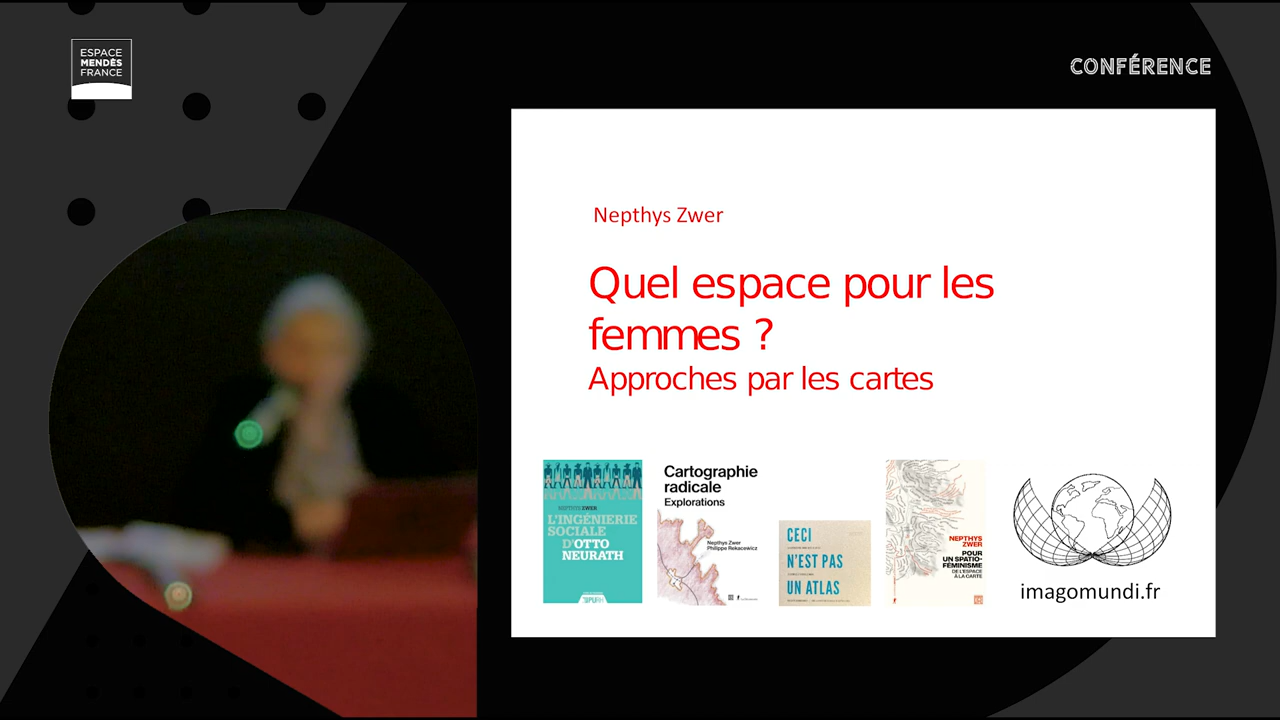 ESPACE
MENDÈS
FRANCE
CONFÉRENCE
Nepthys Zwer
Quel espace pour les
femmes ?
Approches par les cartes
NEPTHYS ZWER
L'INGÉNIERIE
SOCIALE
D'OTTO
NEURATH
Cartographie
radicale
Explorations
Nepthys Zwer
Philippe Rekacewicz
CECI
N'EST PAS
UN ATLAS
NEPTHYS
ZWER
POUR
UN SPATIO-
FÉMINISME
DE L'ESPACE
À LA CARTE
imagomundi.fr